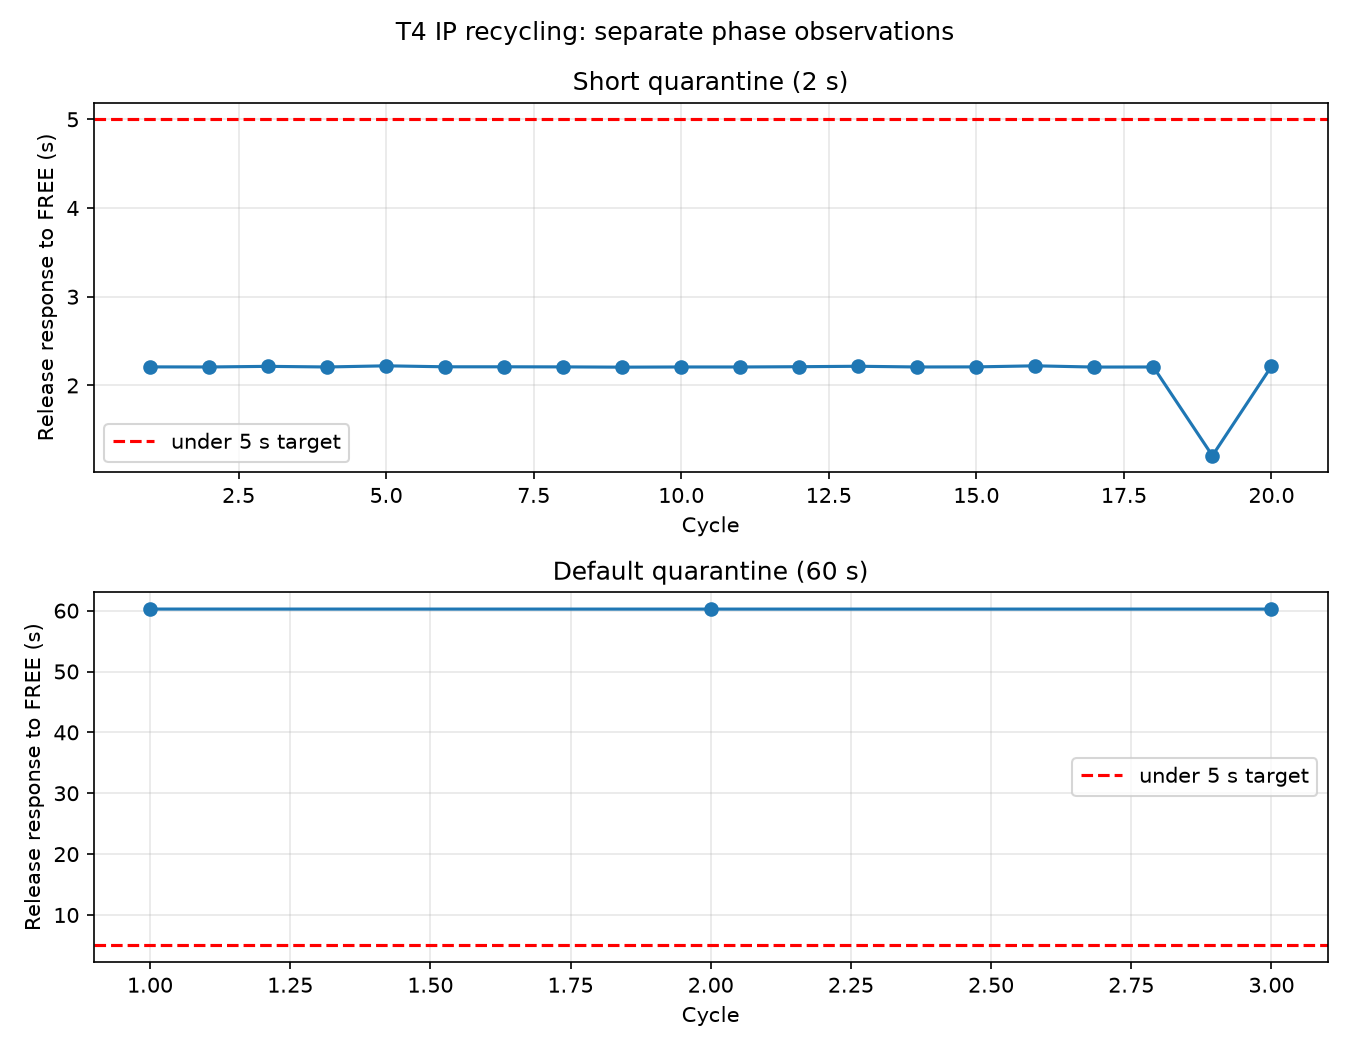 T4 IP recycling: separate phase observations
Short quarantine (2 s)
Release response to FREE (s)
5
4
3
2
under 5 s target
2.5 5.0 7.5 10.0 12.5 15.0 17.5 20.0
Cycle
Default quarantine (60 s)
Release response to FREE (s)
60
50
40
30
20
10
under 5 s target
1.00 1.25 1.50 1.75 2.00 2.25 2.50 2.75 3.00
Cycle